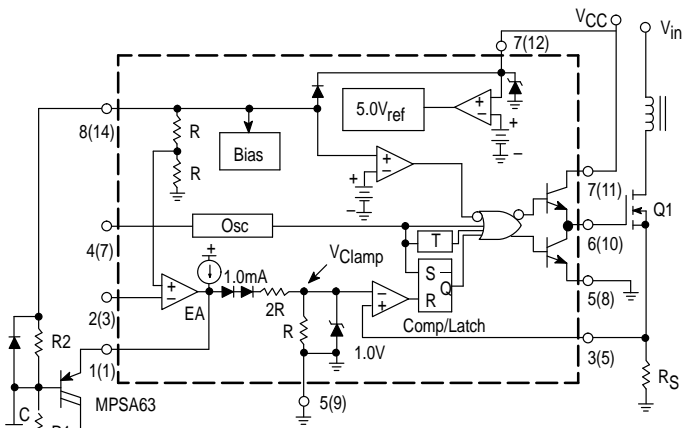 VCC
Vin
7(12)
8(14)
R
R
Bias
5.0Vref
+
−
+
−
+
−
+
−
7(11)
Q1
Osc
4(7)
T
6(10)
+
1.0mA
VClamp
S
Q
R
5(8)
+
−
EA
2R
R
−
+
Comp/Latch
2(3)
1.0V
3(5)
R2
1(1)
RS
5(9)
MPSA63
C